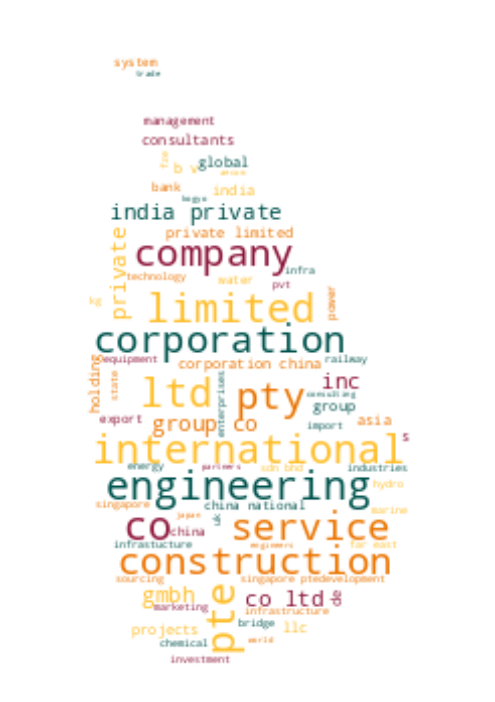 system
trade
management
consultants
global
b v
bank
india
india private
private limited
private
company
infra
technology
water
pvt
power
limited
corporation
equipment
railway
corporation china
holding
state
inc
ltd
pty
consulting
enterprises
group
export
group co
import
asia
international
s
energy
partners
sdn bhd
industries
engineering
hydro
singapore
china national
marine
japan
uk
co
china
service
infrastucture
engineers
far east
construction
sourcing
singapore pte
development
gmbh
pte
co ltd
marketing
infrastructure
bridge
projects
llc
chemical
world
investment